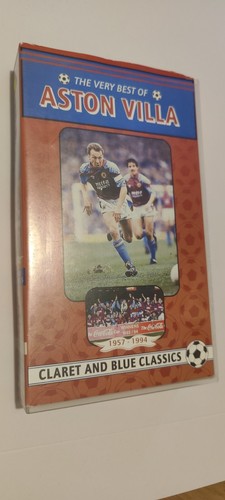 THE VERY BEST OF
ASTON VILLA
1957 - 1994
CLARET AND BLUE CLASSICS